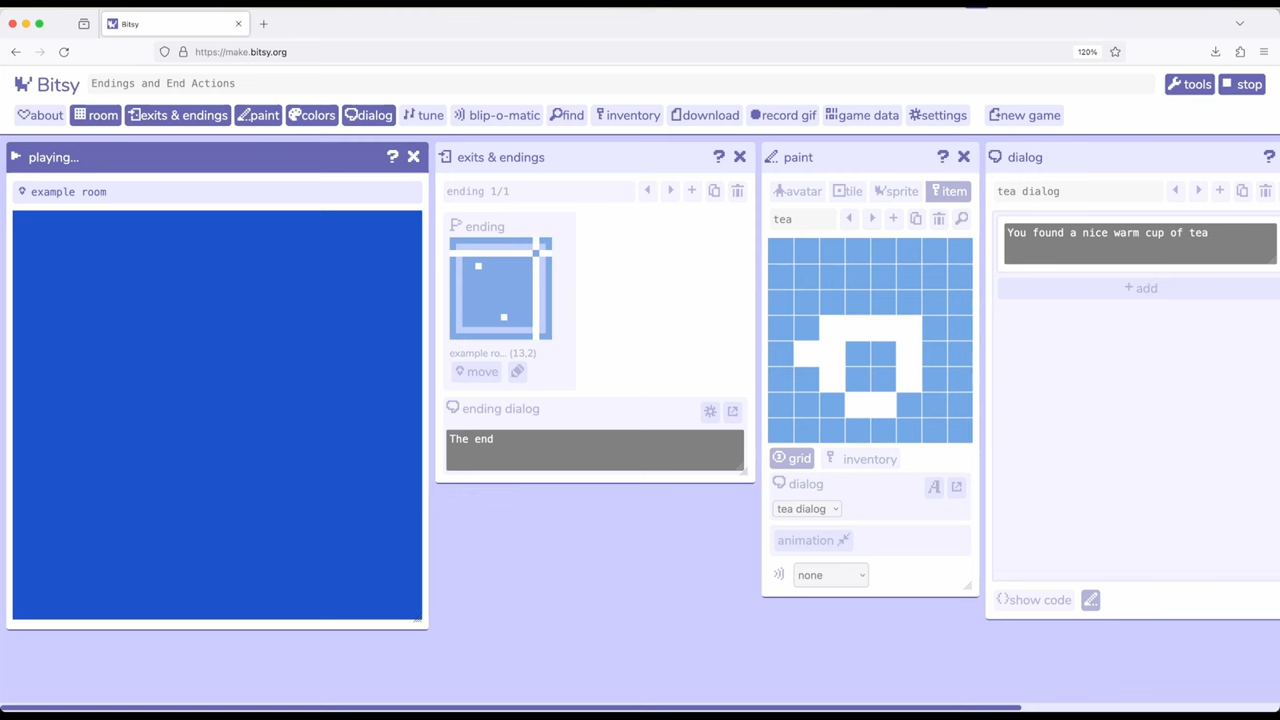 Bitsy
https://make.bitsy.org
120%
Bitsy
Endings and End Actions
tools
stop
about
room
exits & endings
paint
colors
dialog
tune
blip-o-matic
find
inventory
download
record gif
game data
settings
new game
playing...
?
example room
exits & endings
?
ending 1/1
ending
example ro... (13,2)
move
ending dialog
The end
paint
?
avatar
tile
sprite
item
tea
grid
inventory
dialog
A
tea dialog
animation
none
dialog
?
tea dialog
You found a nice warm cup of tea
+ add
show code